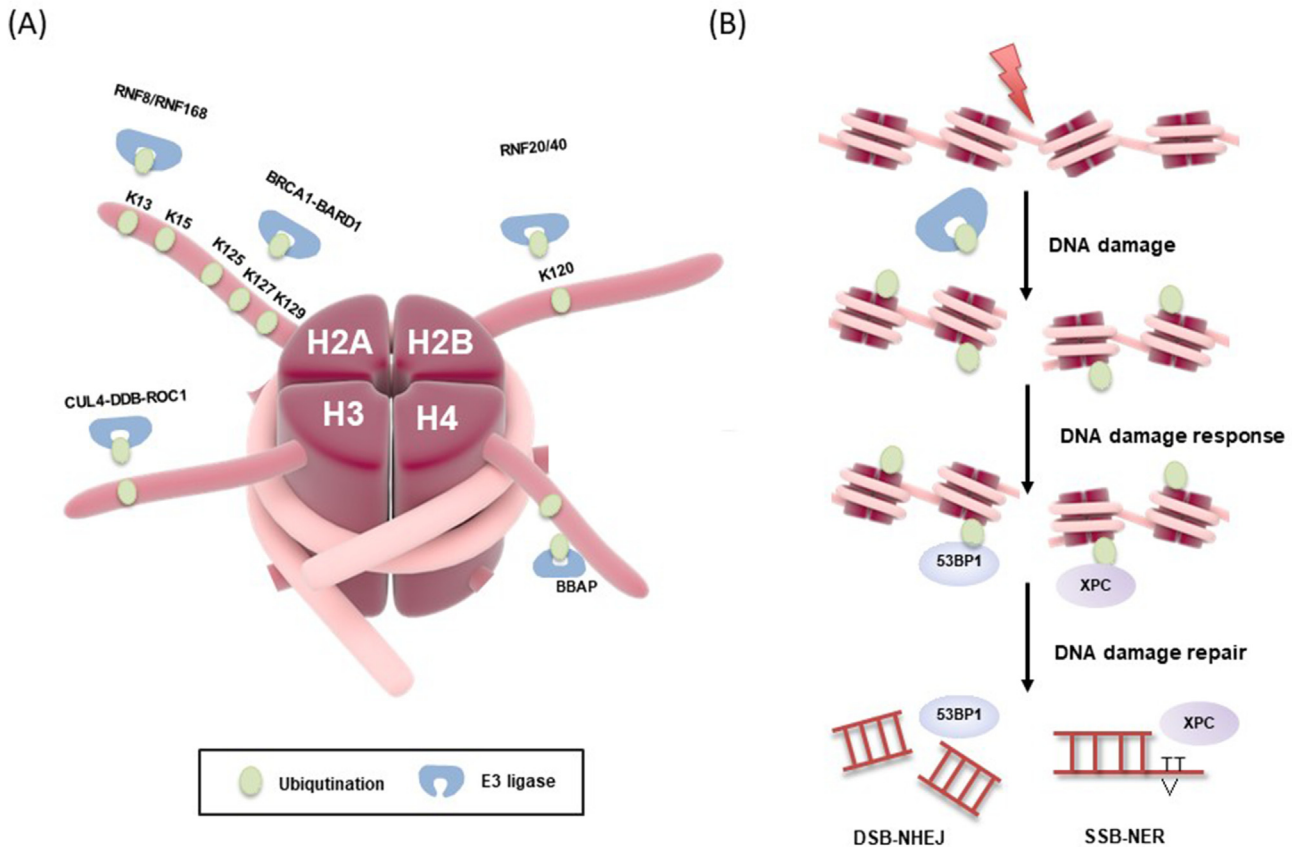 (A)
RNF8/RNF168
K13
K15
K125
K127
K129
BRCA1-BARD1
RNF20/40
K120
H2A
H2B
H3
H4
CUL4-DDB-ROC1
BBAP
Ubiqutination
E3 ligase
(B)
DNA damage
DNA damage response
53BP1
XPC
DNA damage repair
53BP1
XPC
TT
DSB-NHEJ
SSB-NER